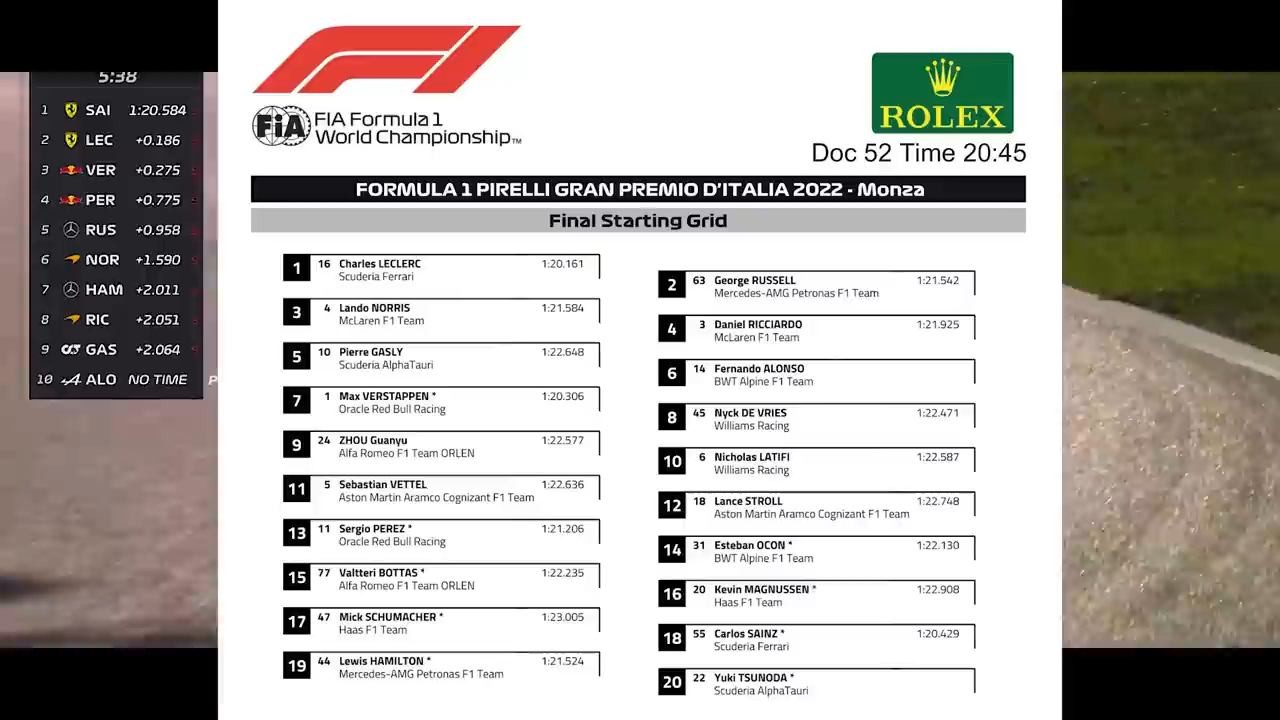 5:38
1 SAI 1:20.584
2 LEC +0.186
3 VER +0.275
4 PER +0.775
5 RUS +0.958
6 NOR +1.590
7 HAM +2.011
8 RIC +2.051
9 GAS +2.064
10 ALO NO TIME
F1
FIA FIA Formula 1
World Championship™
ROLEX
Doc 52 Time 20:45
FORMULA 1 PIRELLI GRAN PREMIO D'ITALIA 2022 - Monza
Final Starting Grid
1 16 Charles LECLERC 1:20.161
Scuderia Ferrari
2 63 George RUSSELL 1:21.542
Mercedes-AMG Petronas F1 Team
3 4 Lando NORRIS 1:21.584
McLaren F1 Team
4 3 Daniel RICCIARDO 1:21.925
McLaren F1 Team
5 10 Pierre GASLY 1:22.648
Scuderia AlphaTauri
6 14 Fernando ALONSO
BWT Alpine F1 Team
7 1 Max VERSTAPPEN * 1:20.306
Oracle Red Bull Racing
8 45 Nyck DE VRIES 1:22.471
Williams Racing
9 24 ZHOU Guanyu 1:22.577
Alfa Romeo F1 Team ORLEN
10 6 Nicholas LATIFI 1:22.587
Williams Racing
11 5 Sebastian VETTEL 1:22.636
Aston Martin Aramco Cognizant F1 Team
12 18 Lance STROLL 1:22.748
Aston Martin Aramco Cognizant F1 Team
13 11 Sergio PEREZ * 1:21.206
Oracle Red Bull Racing
14 31 Esteban OCON * 1:22.130
BWT Alpine F1 Team
15 77 Valtteri BOTTAS * 1:22.235
Alfa Romeo F1 Team ORLEN
16 20 Kevin MAGNUSSEN * 1:22.908
Haas F1 Team
17 47 Mick SCHUMACHER * 1:23.005
Haas F1 Team
18 55 Carlos SAINZ * 1:20.429
Scuderia Ferrari
19 44 Lewis HAMILTON * 1:21.524
Mercedes-AMG Petronas F1 Team
20 22 Yuki TSUNODA *
Scuderia AlphaTauri